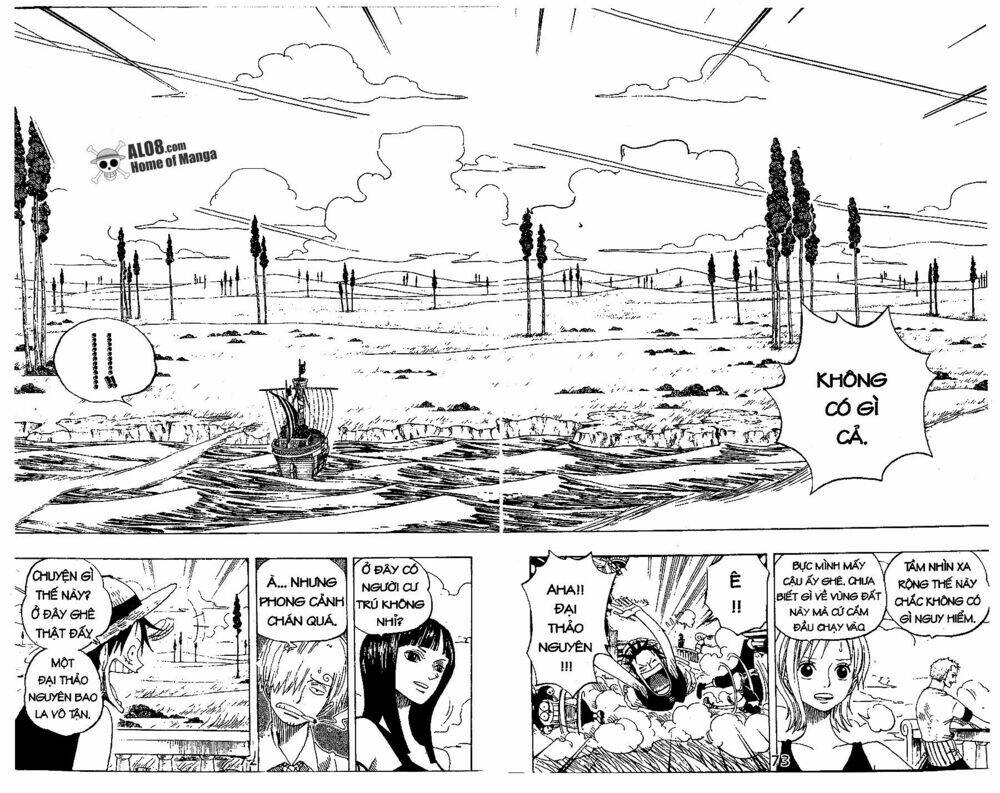 AL08.com
Home of Manga
!!
KHÔNG
CÓ GÌ
CẢ.
CHUYỆN GÌ
THẾ NÀY?
Ở ĐÂY GHÊ
THẬT ĐẤY.
MỘT
ĐẠI THẢO
NGUYÊN BAO
LA VÔ TẬN.
À... NHƯNG
PHONG CẢNH
CHÁN QUÁ.
Ở ĐÂY CÓ
NGƯỜI CƯ
TRÚ KHÔNG
NHỈ?
AHA!!
ĐẠI
THẢO
NGUYÊN
!!!
Ê
!!
BỰC MÌNH MẤY
CẬU ẤY GHÊ, CHƯA
BIẾT GÌ VỀ VÙNG ĐẤT
NÀY MÀ CỨ CẮM
ĐẦU CHẠY VÀO.
TẦM NHÌN XA
RỘNG THẾ NÀY
CHẮC KHÔNG CÓ
GÌ NGUY HIỂM.
73